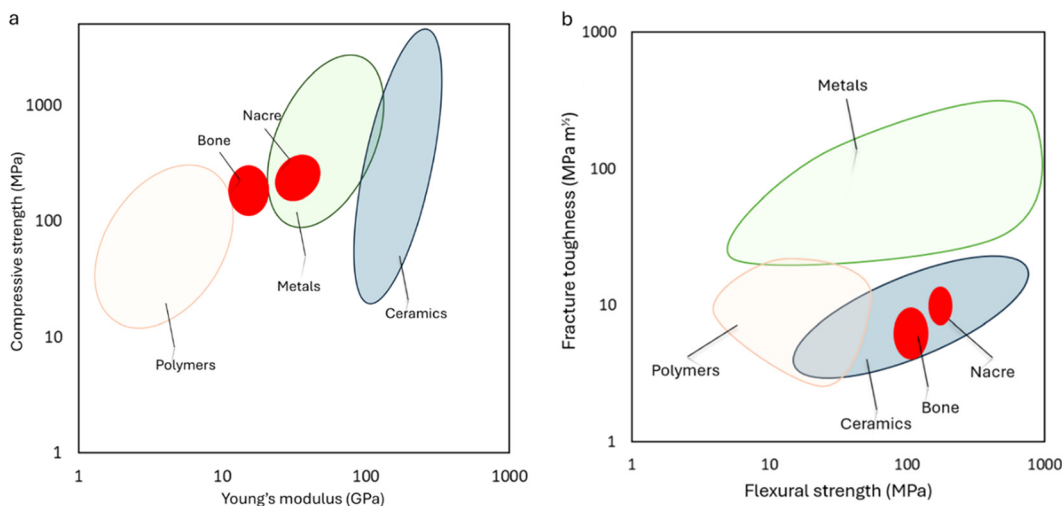 a
Compressive strength (MPa)
1000
100
10
1
Nacre
Bone
Metals
Ceramics
Polymers
1
10
100
1000
Young's modulus (GPa)
b
Fracture toughness (MPa m½)
1000
100
10
1
Metals
Polymers
Nacre
Bone
Ceramics
1
10
100
1000
Flexural strength (MPa)